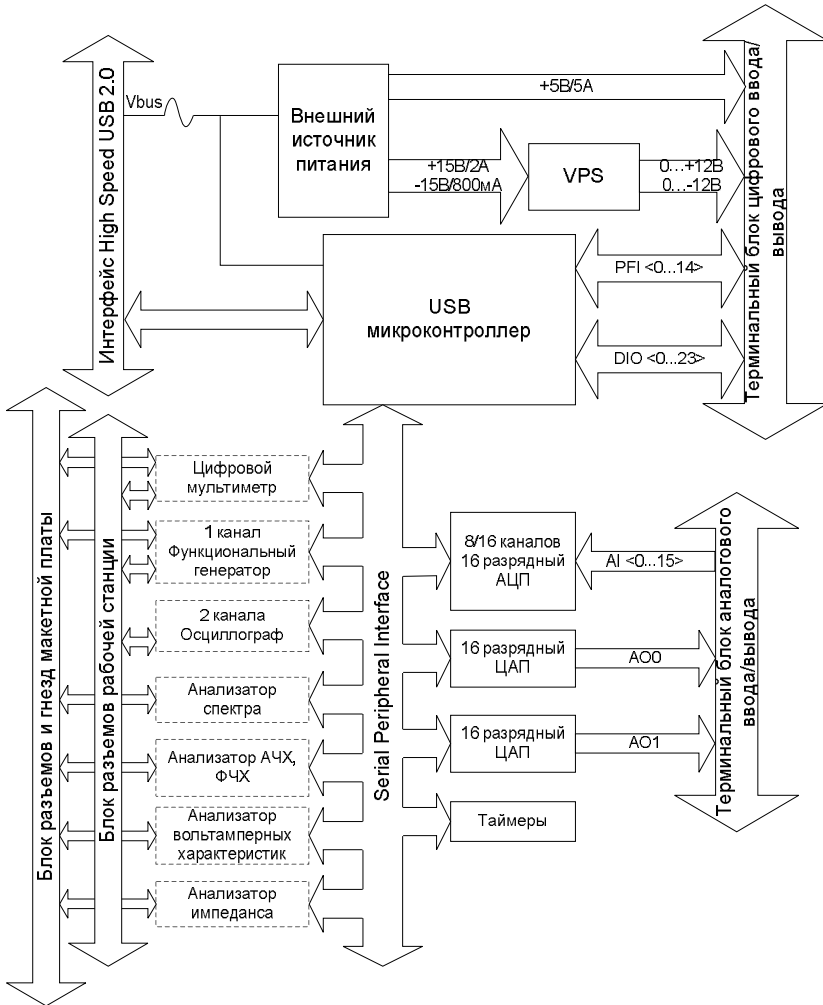 Интерфейс High Speed USB 2.0
Vbus
Внешний
источник
питания
+5В/5А
+15В/2А
-15В/800мА
VPS
0...+12В
0...-12В
Терминальный блок цифрового ввода/
вывода
USB
микроконтроллер
PFI <0...14>
DIO <0...23>
Блок разъемов и гнезд макетной платы
Блок разъемов рабочей станции
Цифровой
мультиметр
1 канал
Функциональный
генератор
2 канала
Осциллограф
Анализатор
спектра
Анализатор АЧХ,
ФЧХ
Анализатор
вольтамперных
характеристик
Анализатор
импеданса
Serial Peripheral Interface
8/16 каналов
16 разрядный
АЦП
AI <0...15>
16 разрядный
ЦАП
AO0
16 разрядный
ЦАП
AO1
Таймеры
Терминальный блок аналогового
ввода/вывода